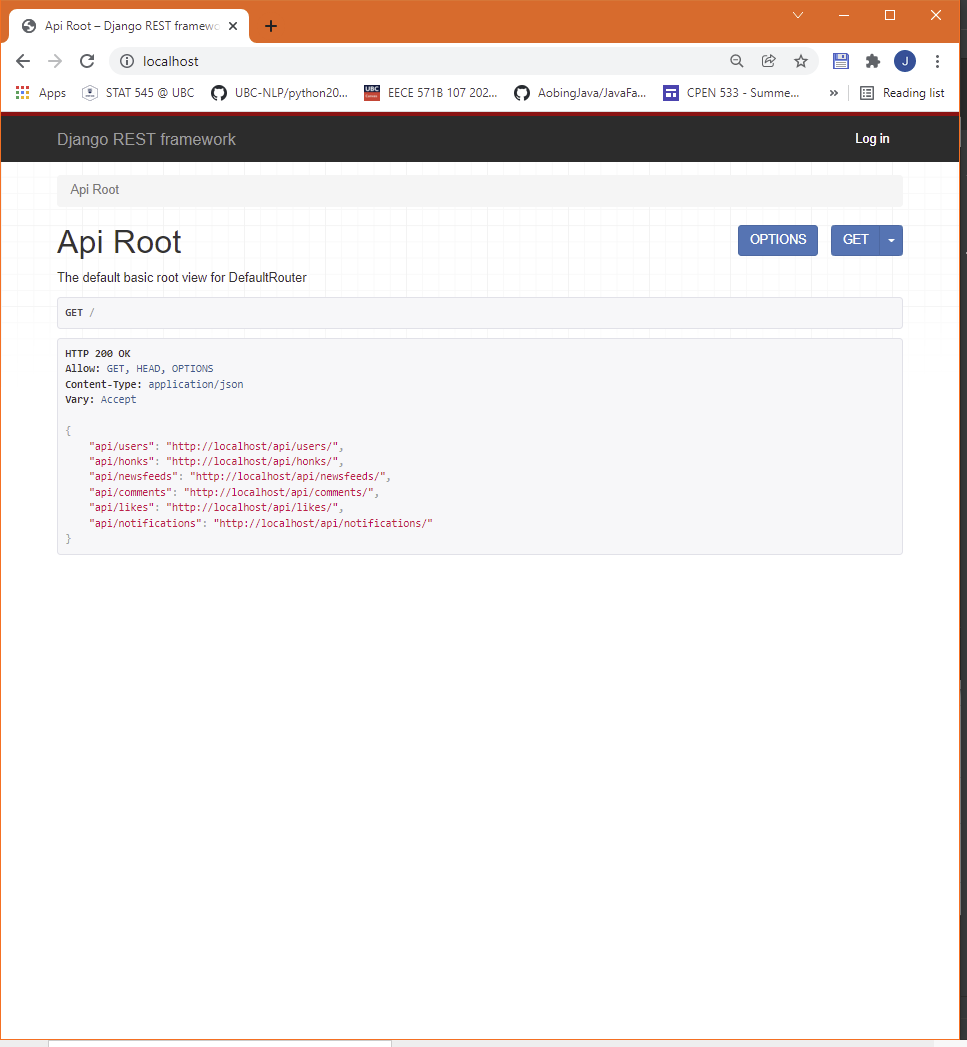 Api Root – Django REST framewo
localhost
J
Apps
STAT 545 @ UBC
UBC-NLP/python20...
UBC
EECE 571B 107 202...
AobingJava/JavaFa...
CPEN 533 - Summe...
»
Reading list
Django REST framework
Log in
Api Root
Api Root
OPTIONS
GET
The default basic root view for DefaultRouter
GET /
HTTP 200 OK
Allow: GET, HEAD, OPTIONS
Content-Type: application/json
Vary: Accept
{
    "api/users": "http://localhost/api/users/",
    "api/honks": "http://localhost/api/honks/",
    "api/newsfeeds": "http://localhost/api/newsfeeds/",
    "api/comments": "http://localhost/api/comments/",
    "api/likes": "http://localhost/api/likes/",
    "api/notifications": "http://localhost/api/notifications/"
}